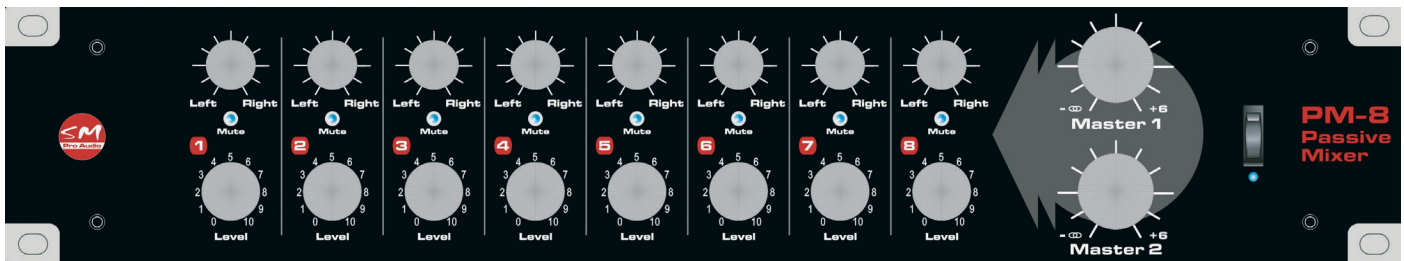 SM
Pro Audio
Left Right
Mute
1
0 1 2 3 4 5 6 7 8 9 10
Level
Left Right
Mute
2
0 1 2 3 4 5 6 7 8 9 10
Level
Left Right
Mute
3
0 1 2 3 4 5 6 7 8 9 10
Level
Left Right
Mute
4
0 1 2 3 4 5 6 7 8 9 10
Level
Left Right
Mute
5
0 1 2 3 4 5 6 7 8 9 10
Level
Left Right
Mute
6
0 1 2 3 4 5 6 7 8 9 10
Level
Left Right
Mute
7
0 1 2 3 4 5 6 7 8 9 10
Level
Left Right
Mute
8
0 1 2 3 4 5 6 7 8 9 10
Level
-∞ +6
Master 1
-∞ +6
Master 2
PM-8
Passive
Mixer